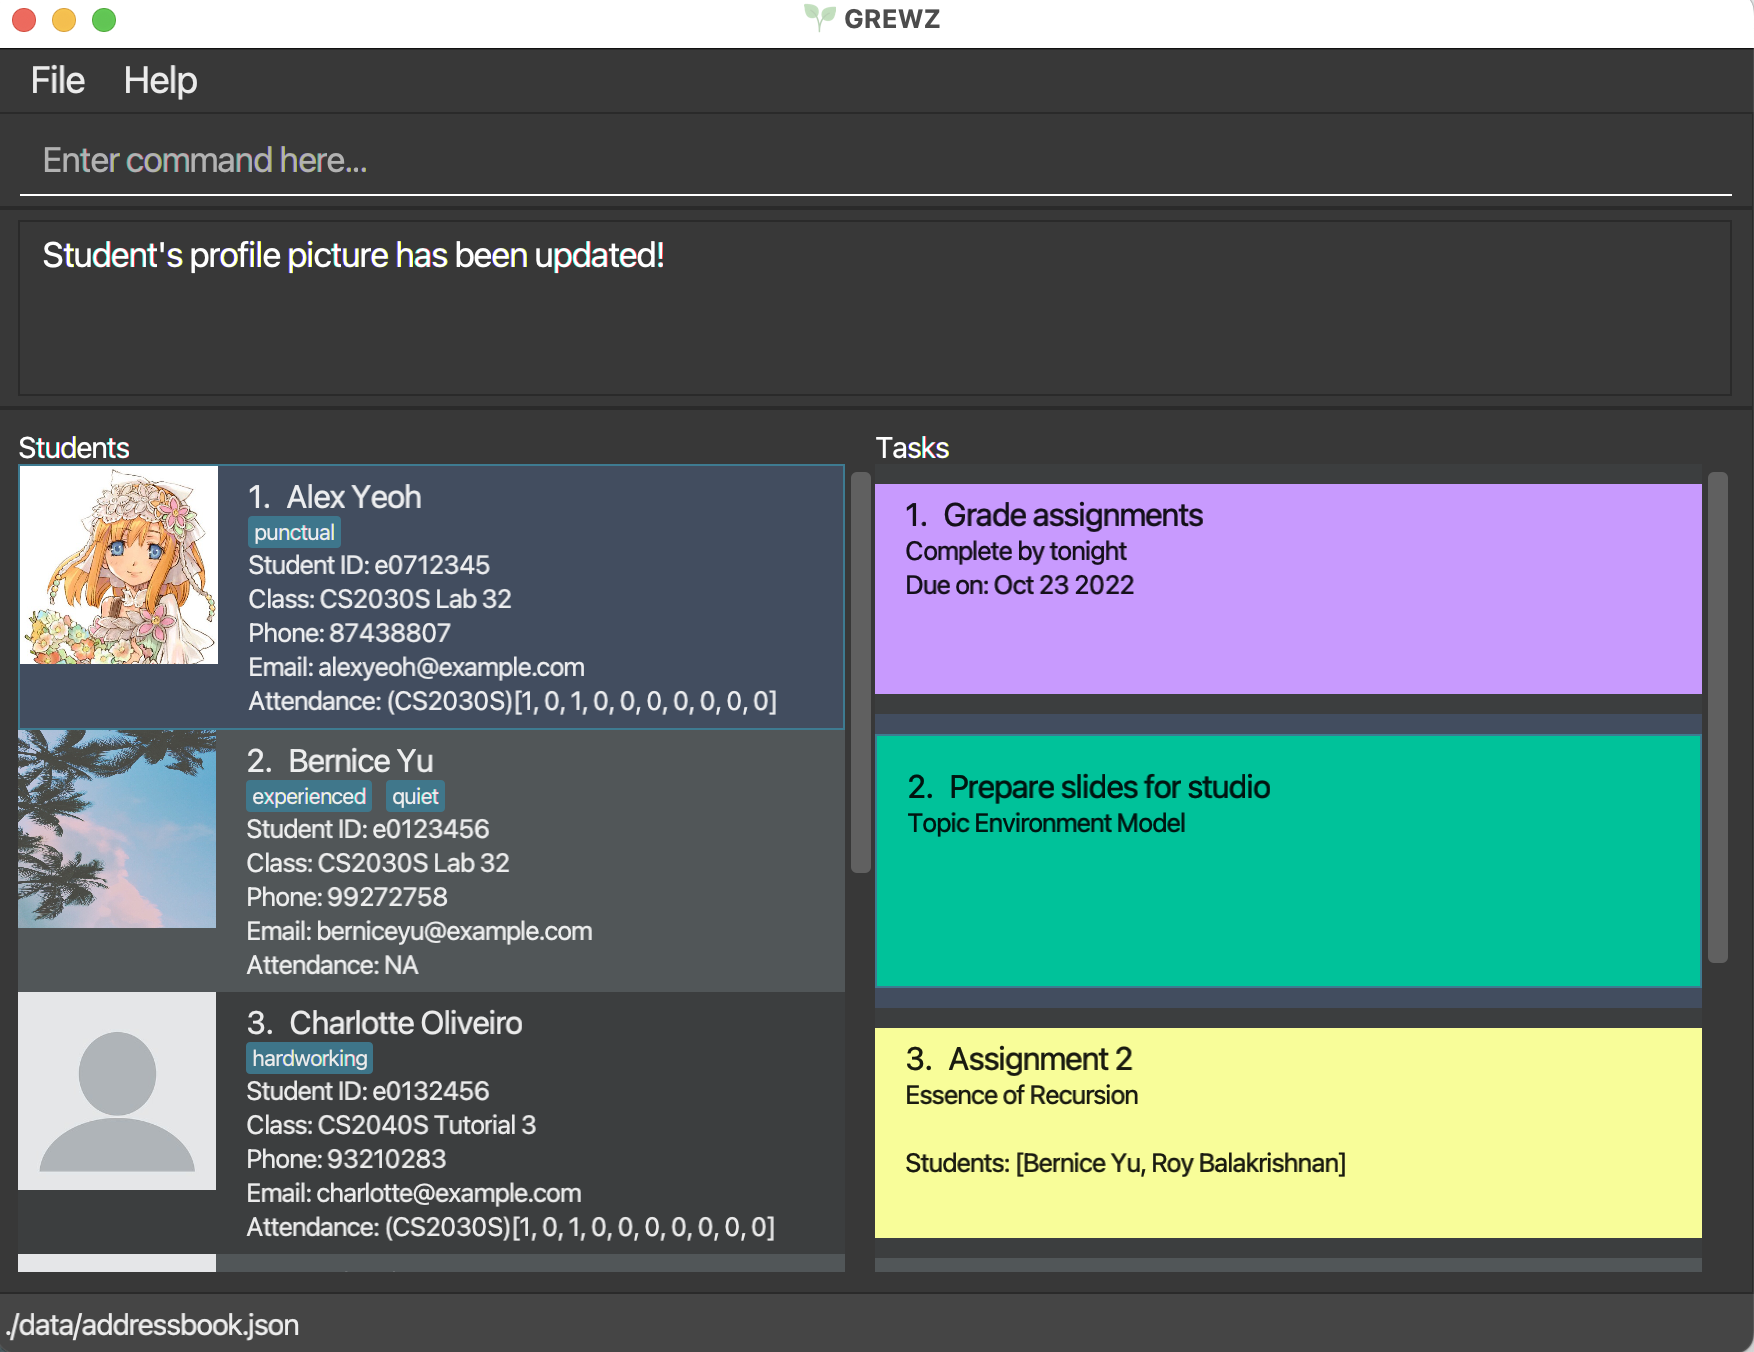 GREWZ
File Help
Enter command here...
Student's profile picture has been updated!
Students
1. Alex Yeoh
punctual
Student ID: e0712345
Class: CS2030S Lab 32
Phone: 87438807
Email: alexyeoh@example.com
Attendance: (CS2030S)[1, 0, 1, 0, 0, 0, 0, 0, 0, 0]
2. Bernice Yu
experienced quiet
Student ID: e0123456
Class: CS2030S Lab 32
Phone: 99272758
Email: berniceyu@example.com
Attendance: NA
3. Charlotte Oliveiro
hardworking
Student ID: e0132456
Class: CS2040S Tutorial 3
Phone: 93210283
Email: charlotte@example.com
Attendance: (CS2030S)[1, 0, 1, 0, 0, 0, 0, 0, 0, 0]
Tasks
1. Grade assignments
Complete by tonight
Due on: Oct 23 2022
2. Prepare slides for studio
Topic Environment Model
3. Assignment 2
Essence of Recursion
Students: [Bernice Yu, Roy Balakrishnan]
./data/addressbook.json